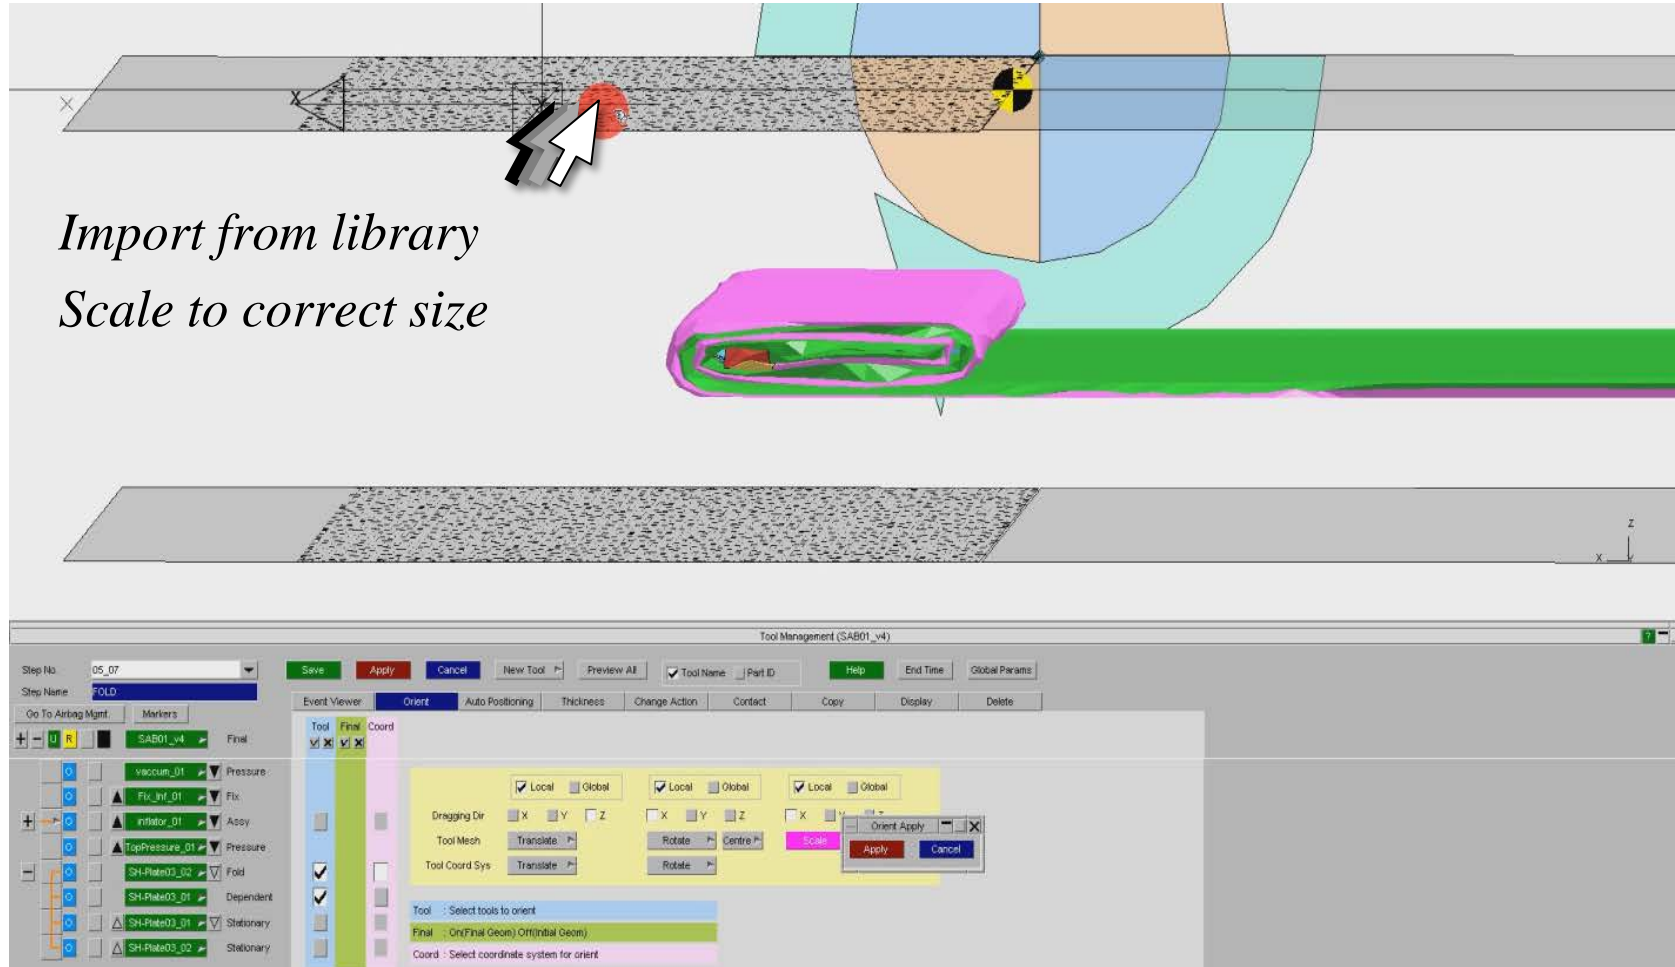 X
X
Import from library
Scale to correct size
Z
X
Tool Management (SAB01_v4)
?
Step No. 05_07 Save Apply Cancel New Tool Preview All Tool Name Part ID Help End Time Global Params
Step Name FOLD
Event Viewer Orient Auto Positioning Thickness Change Action Contact Copy Display Delete
Go To Airbag Mgmt. Markers
Tool Final Coord
U R SAB01_v4 Final
vaccum_01 Pressure
Local Global Local Global Local Global
Fix_Inf_01 Fix
Dragging Dir X Y Z X Y Z X
inflator_01 Assy
Orient Apply
Tool Mesh Translate Rotate Centre Scale
Apply Cancel
TopPressure_01 Pressure
Tool Coord Sys Translate Rotate
SH-Plate03_02 Fold
SH-Plate03_01 Dependent
Tool : Select tools to orient
SH-Plate03_01 Stationary
Final : On(Final Geom) Off(Initial Geom)
SH-Plate03_02 Stationary
Coord : Select coordinate system for orient